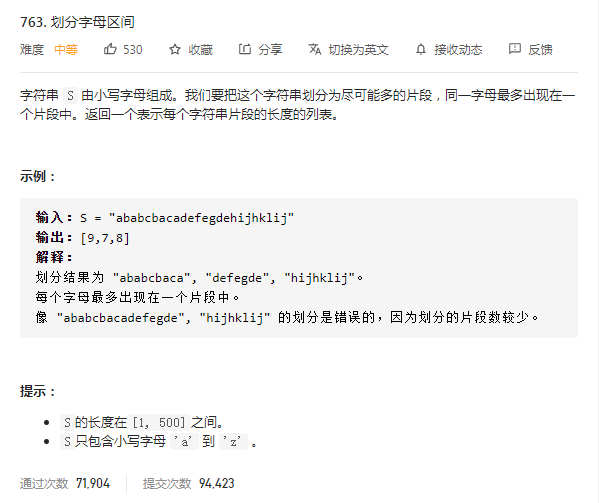 763. 划分字母区间
难度 中等 530 收藏 分享 切换为英文 接收动态 反馈
字符串 S 由小写字母组成。我们要把这个字符串划分为尽可能多的片段，同一字母最多出现在一
个片段中。返回一个表示每个字符串片段的长度的列表。
示例：
输入：S = "ababcbacadefegdehijhklij"
输出：[9,7,8]
解释：
划分结果为 "ababcbaca", "defegde", "hijhklij"。
每个字母最多出现在一个片段中。
像 "ababcbacadefegde", "hijhklij" 的划分是错误的，因为划分的片段数较少。
提示：
• S 的长度在 [1, 500] 之间。
• S 只包含小写字母 'a' 到 'z' 。
通过次数 71,904 提交次数 94,423